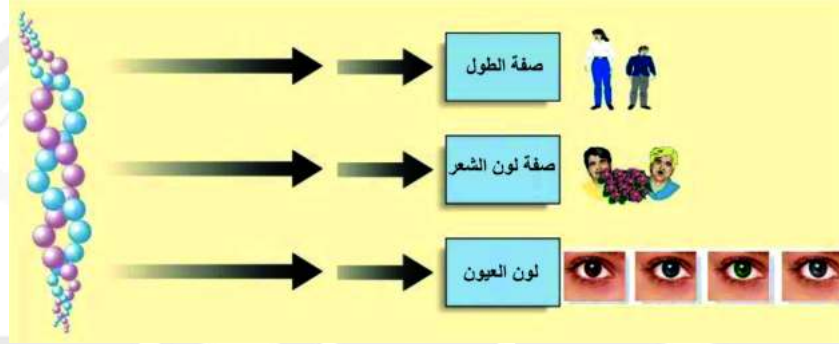 صفة الطول
صفة لون الشعر
لون العيون